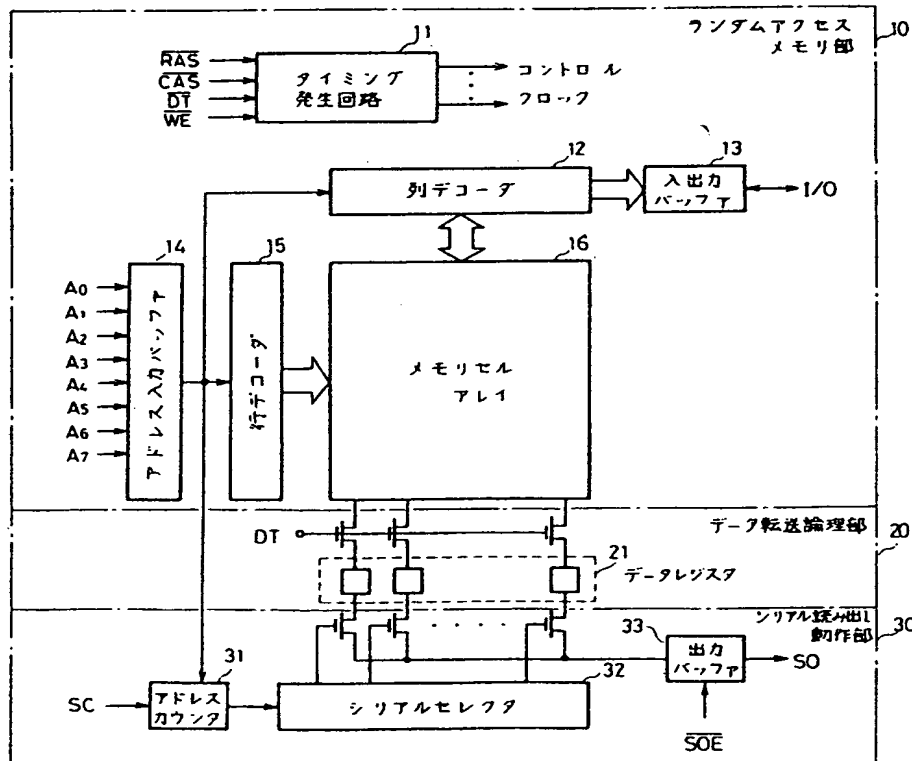 ランダムアクセス
メモリ部
10
11
RAS
CAS
DT
WE
タイミング
発生回路
コントロール
クロック
12
列デコーダ
13
入出力
バッファ
I/O
14
アドレス入力バッファ
15
行デコーダ
16
メモリセル
アレイ
A0
A1
A2
A3
A4
A5
A6
A7
DT
データ転送論理部
20
21
データレジスタ
シリアル読み出し
動作部
30
31
SC
アドレス
カウンタ
32
シリアルセレクタ
33
出力
バッファ
SO
SOE